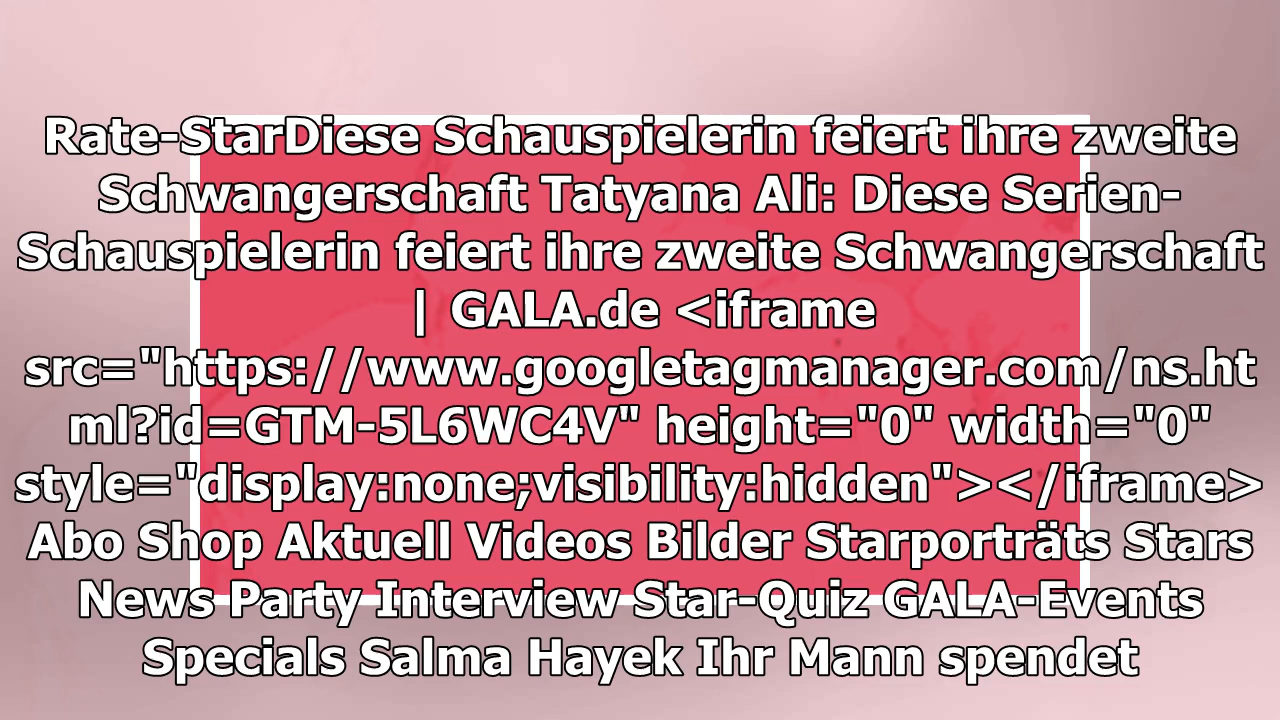 Rate-StarDiese Schauspielerin feiert ihre zweite
Schwangerschaft Tatyana Ali: Diese Serien-
Schauspielerin feiert ihre zweite Schwangerschaft
| GALA.de <iframe
src="https://www.googletagmanager.com/ns.ht
ml?id=GTM-5L6WC4V" height="0" width="0"
style="display:none;visibility:hidden"></iframe>
Abo Shop Aktuell Videos Bilder Starporträts Stars
News Party Interview Star-Quiz GALA-Events
Specials Salma Hayek Ihr Mann spendet